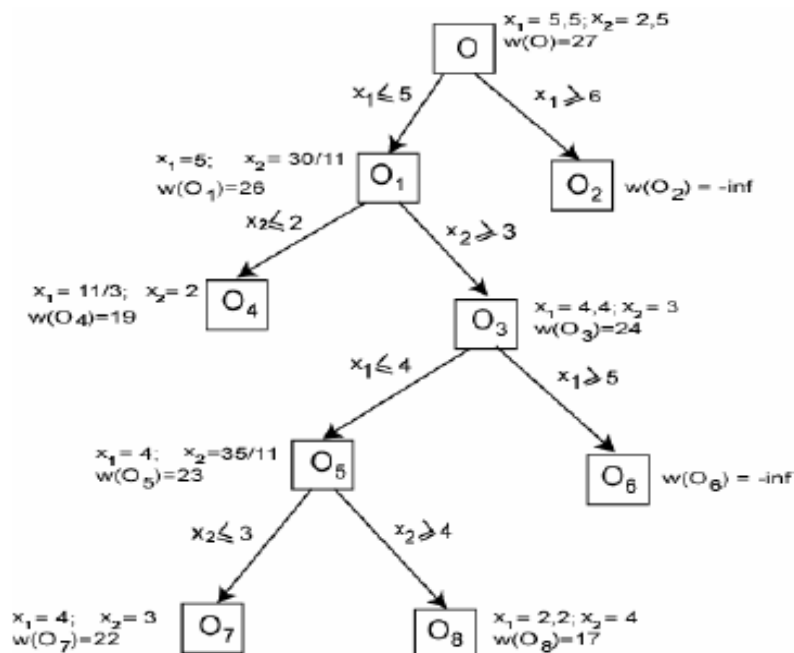 x₁= 5,5; x₂= 2,5
w(O)=27
O
x₁⩽5
x₁⩾6
x₁=5; x₂= 30/11
w(O₁)=26
O₁
O₂
w(O₂) = -inf
x₂⩽2
x₂⩾3
x₁= 11/3; x₂= 2
w(O₄)=19
O₄
O₃
x₁= 4,4; x₂= 3
w(O₃)=24
x₁⩽4
x₁⩾5
x₁= 4; x₂=35/11
w(O₅)=23
O₅
O₆
w(O₆) = -inf
x₂⩽3
x₂⩾4
x₁= 4; x₂= 3
w(O₇)=22
O₇
O₈
x₁= 2,2; x₂= 4
w(O₈)=17